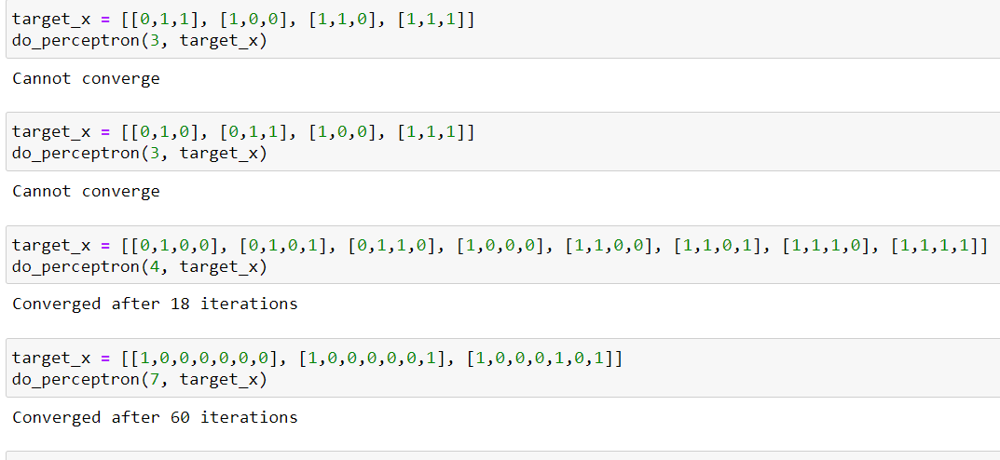 target_x = [[0,1,1], [1,0,0], [1,1,0], [1,1,1]]
do_perceptron(3, target_x)
Cannot converge
target_x = [[0,1,0], [0,1,1], [1,0,0], [1,1,1]]
do_perceptron(3, target_x)
Cannot converge
target_x = [[0,1,0,0], [0,1,0,1], [0,1,1,0], [1,0,0,0], [1,1,0,0], [1,1,0,1], [1,1,1,0], [1,1,1,1]]
do_perceptron(4, target_x)
Converged after 18 iterations
target_x = [[1,0,0,0,0,0,0], [1,0,0,0,0,0,1], [1,0,0,0,1,0,1]]
do_perceptron(7, target_x)
Converged after 60 iterations